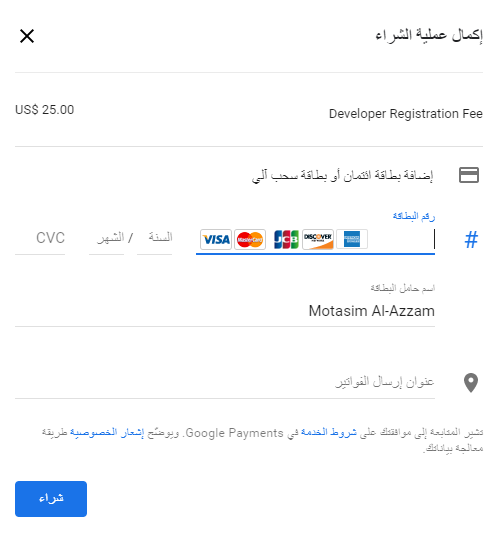 إكمال عملية الشراء
Developer Registration Fee US$ 25.00
إضافة بطاقة ائتمان أو بطاقة سحب آلي
رقم البطاقة
# VISA MasterCard JCB DISCOVER AMERICAN EXPRESS السنة / الشهر CVC
اسم حامل البطاقة
Motasim Al-Azzam
عنوان إرسال الفواتير
تشير المتابعة إلى موافقتك على شروط الخدمة في Google Payments. ويوضّح إشعار الخصوصية طريقة
معالجة بياناتك.
شراء